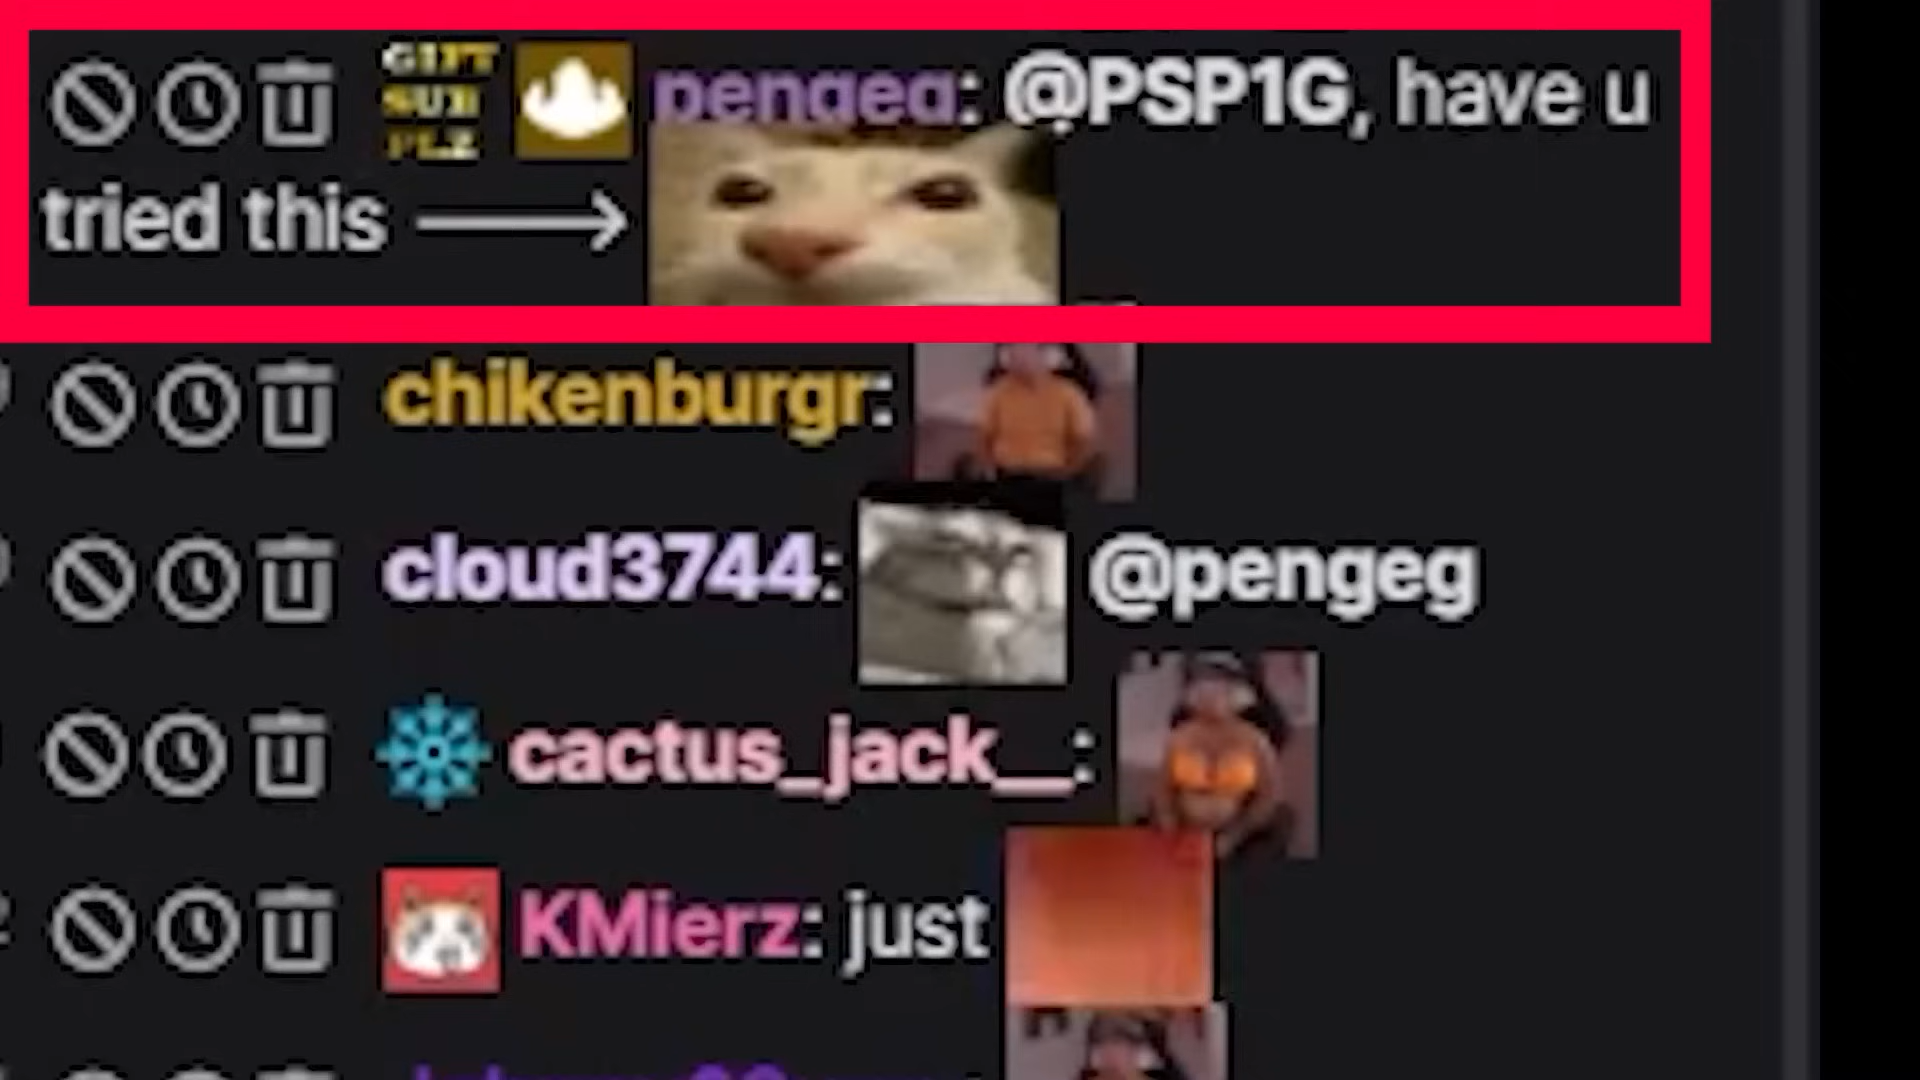 GIFT
SUB
PLZ
pengeg: @PSP1G, have u
tried this ⟶
chikenburgr:
cloud3744: @pengeg
cactus_jack__:
KMierz: just